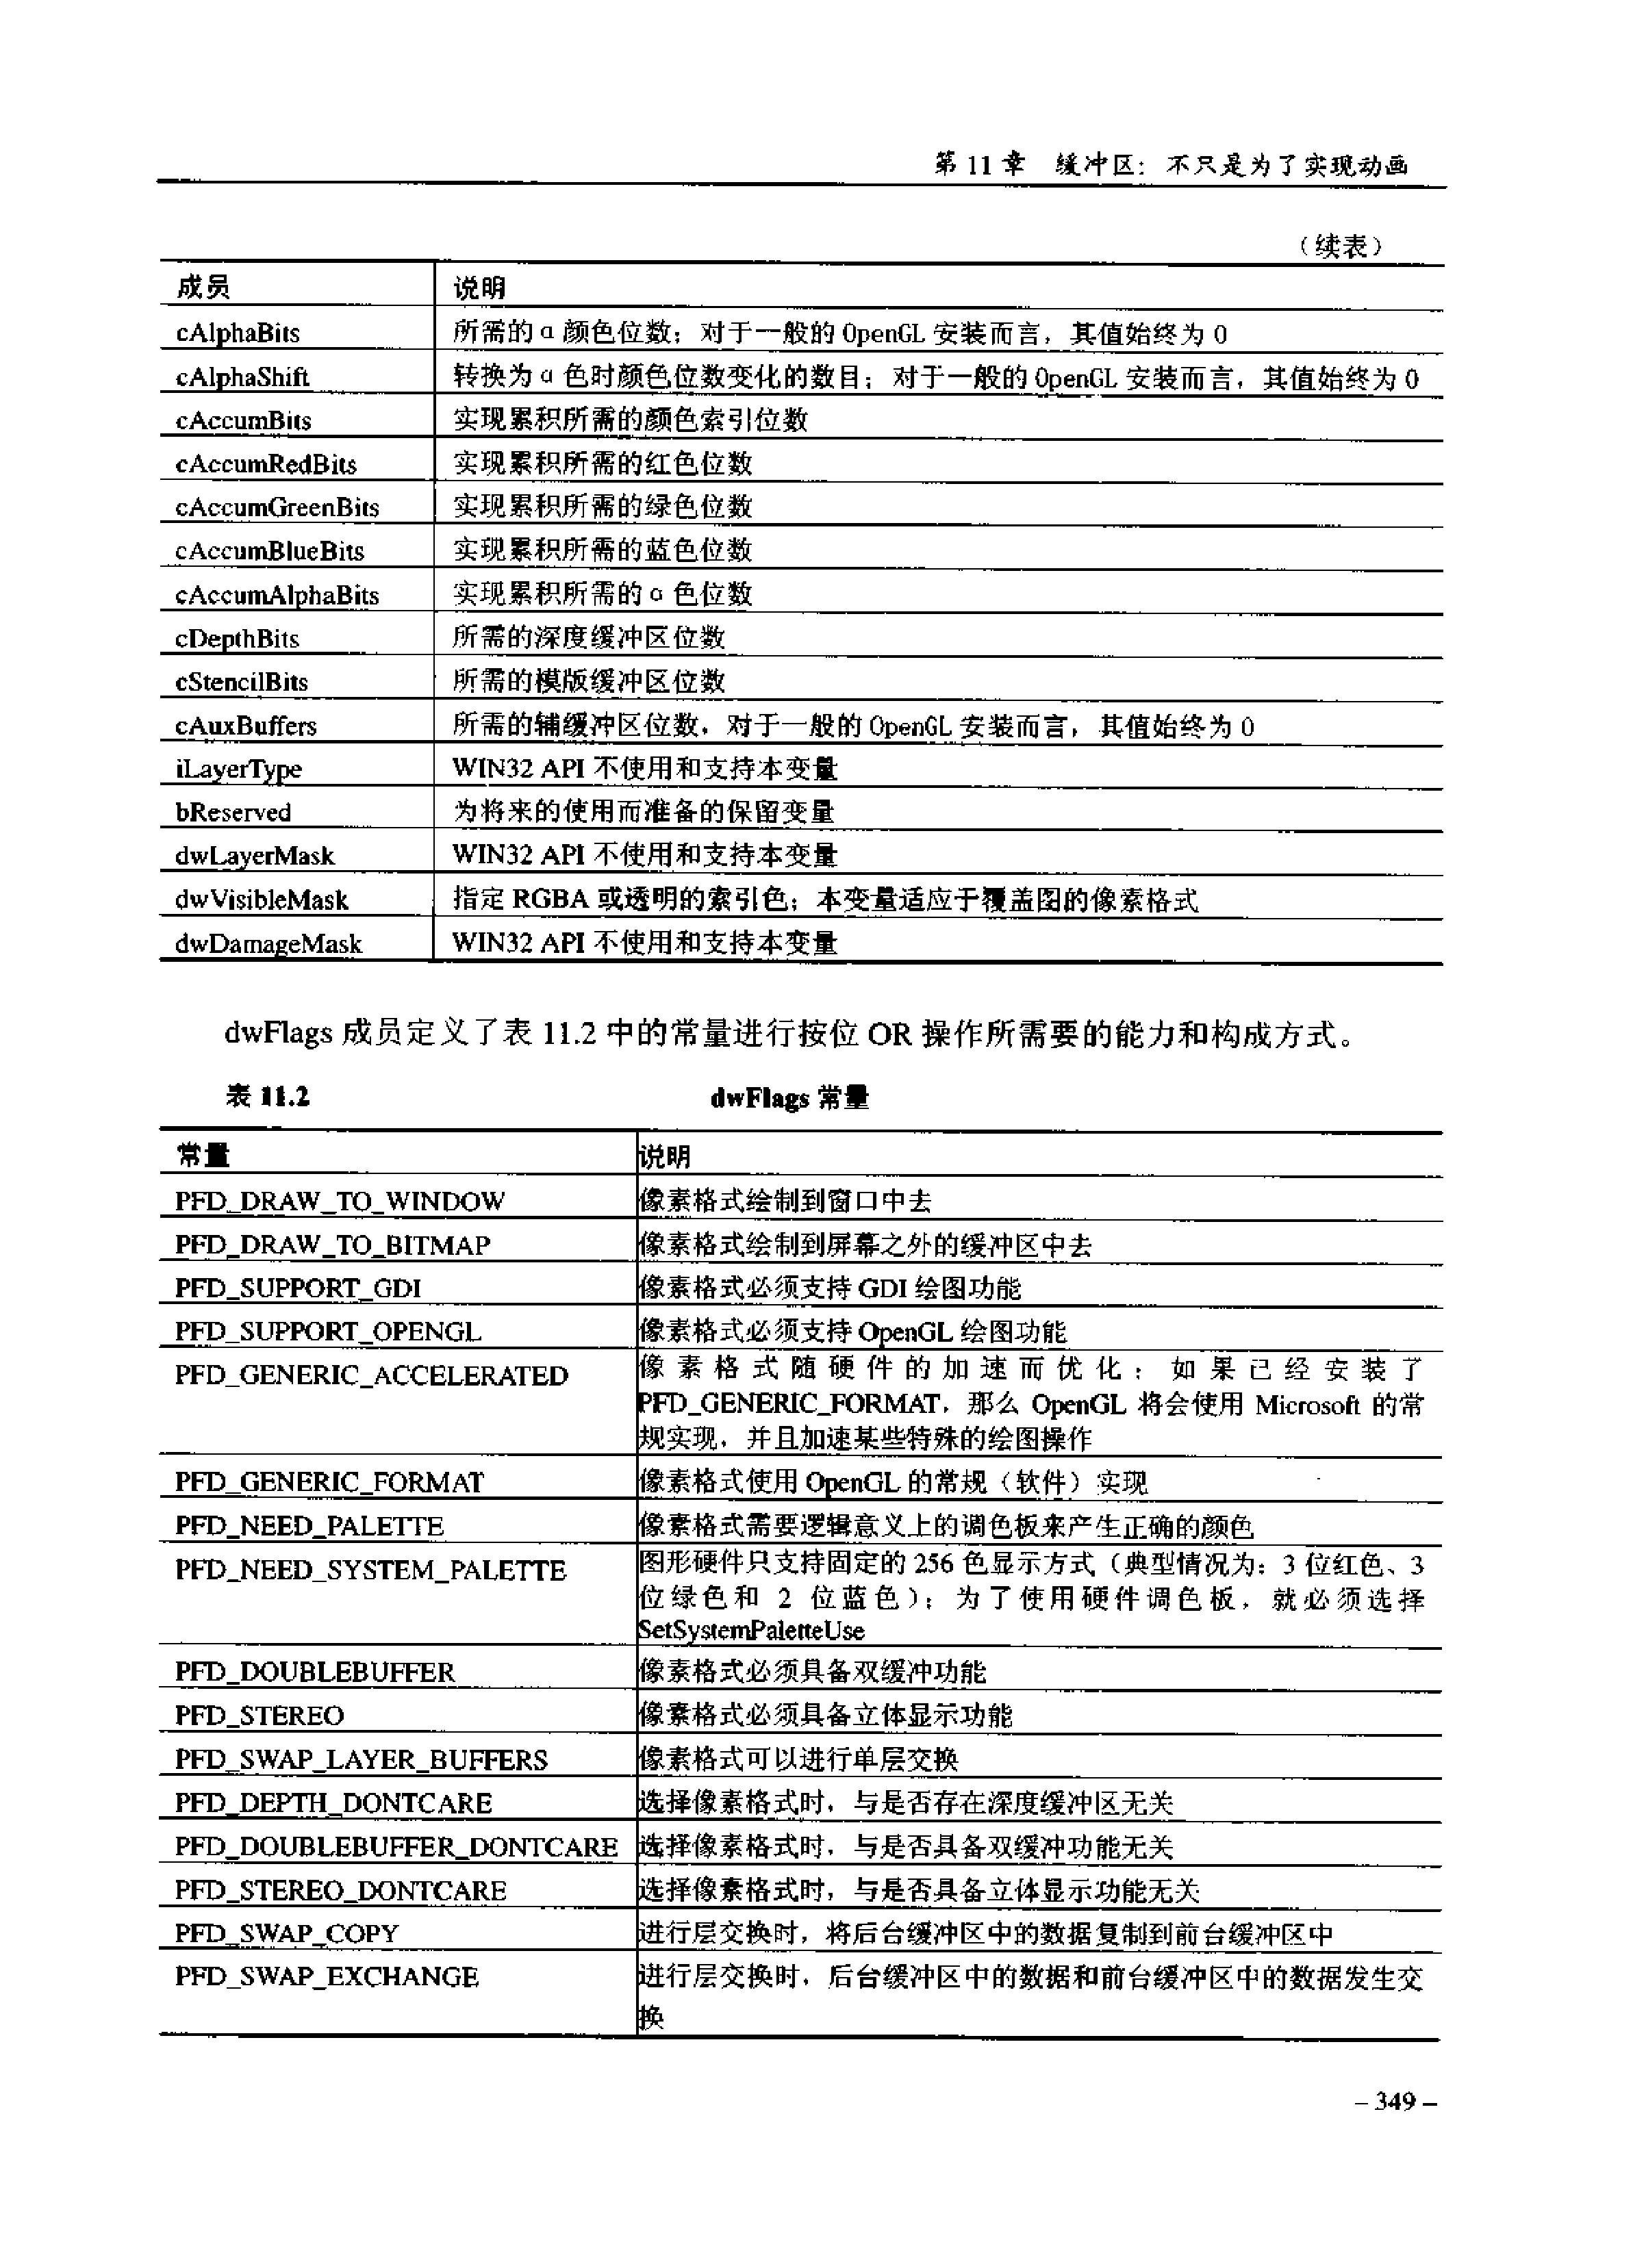 第 11 章 缓冲区：不只是为了实现动画
（续表）
成员 说明
cAlphaBits 所需的 α 颜色位数；对于一般的 OpenGL 安装而言，其值始终为 0
cAlphaShift 转换为 α 色时颜色位数变化的数目；对于一般的 OpenGL 安装而言，其值始终为 0
cAccumBits 实现累积所需的颜色索引位数
cAccumRedBits 实现累积所需的红色位数
cAccumGreenBits 实现累积所需的绿色位数
cAccumBlueBits 实现累积所需的蓝色位数
cAccumAlphaBits 实现累积所需的 α 色位数
cDepthBits 所需的深度缓冲区位数
cStencilBits 所需的模版缓冲区位数
cAuxBuffers 所需的辅缓冲区位数，对于一般的 OpenGL 安装而言，其值始终为 0
iLayerType WIN32 API 不使用和支持本变量
bReserved 为将来的使用而准备的保留变量
dwLayerMask WIN32 API 不使用和支持本变量
dwVisibleMask 指定 RGBA 或透明的索引色；本变量适应于覆盖图的像素格式
dwDamageMask WIN32 API 不使用和支持本变量
dwFlags 成员定义了表 11.2 中的常量进行按位 OR 操作所需要的能力和构成方式。
表 11.2 dwFlags 常量
常量 说明
PFD_DRAW_TO_WINDOW 像素格式绘制到窗口中去
PFD_DRAW_TO_BITMAP 像素格式绘制到屏幕之外的缓冲区中去
PFD_SUPPORT_GDI 像素格式必须支持 GDI 绘图功能
PFD_SUPPORT_OPENGL 像素格式必须支持 OpenGL 绘图功能
PFD_GENERIC_ACCELERATED 像素格式随硬件的加速而优化；如果已经安装了
PFD_GENERIC_FORMAT，那么 OpenGL 将会使用 Microsoft 的常
规实现，并且加速某些特殊的绘图操作
PFD_GENERIC_FORMAT 像素格式使用 OpenGL 的常规（软件）实现
PFD_NEED_PALETTE 像素格式需要逻辑意义上的调色板来产生正确的颜色
PFD_NEED_SYSTEM_PALETTE 图形硬件只支持固定的 256 色显示方式（典型情况为：3 位红色、3
位绿色和 2 位蓝色）；为了使用硬件调色板，就必须选择
SetSystemPaletteUse
PFD_DOUBLEBUFFER 像素格式必须具备双缓冲功能
PFD_STEREO 像素格式必须具备立体显示功能
PFD_SWAP_LAYER_BUFFERS 像素格式可以进行单层交换
PFD_DEPTH_DONTCARE 选择像素格式时，与是否存在深度缓冲区无关
PFD_DOUBLEBUFFER_DONTCARE 选择像素格式时，与是否具备双缓冲功能无关
PFD_STEREO_DONTCARE 选择像素格式时，与是否具备立体显示功能无关
PFD_SWAP_COPY 进行层交换时，将后台缓冲区中的数据复制到前台缓冲区中
PFD_SWAP_EXCHANGE 进行层交换时，后台缓冲区中的数据和前台缓冲区中的数据发生交
换
– 349 –